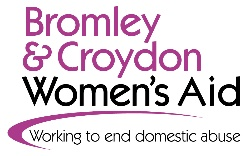 Bromley
& Croydon
Women's Aid
Working to end domestic abuse